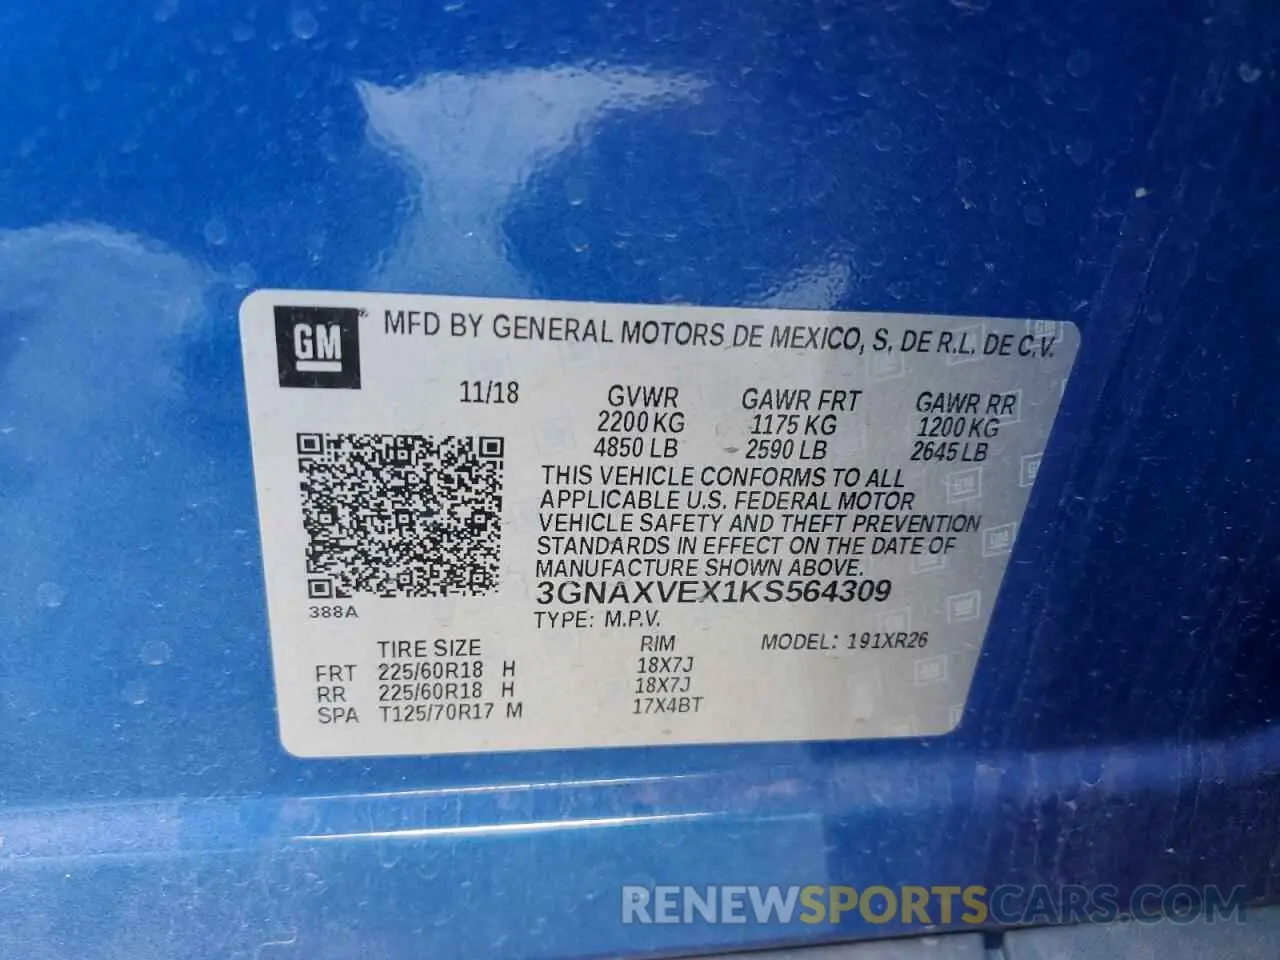 GM® MFD BY GENERAL MOTORS DE MEXICO, S. DE R.L. DE C.V.
11/18 GVWR GAWR FRT GAWR RR
2200 KG 1175 KG 1200 KG
4850 LB 2590 LB 2645 LB
THIS VEHICLE CONFORMS TO ALL
APPLICABLE U.S. FEDERAL MOTOR
VEHICLE SAFETY AND THEFT PREVENTION
STANDARDS IN EFFECT ON THE DATE OF
MANUFACTURE SHOWN ABOVE.
3GNAXVEX1KS564309
388A
TYPE: M.P.V.
TIRE SIZE RIM MODEL: 191XR26
FRT 225/60R18 H 18X7J
RR 225/60R18 H 18X7J
SPA T125/70R17 M 17X4BT
RENEWSPORTSCARS.COM